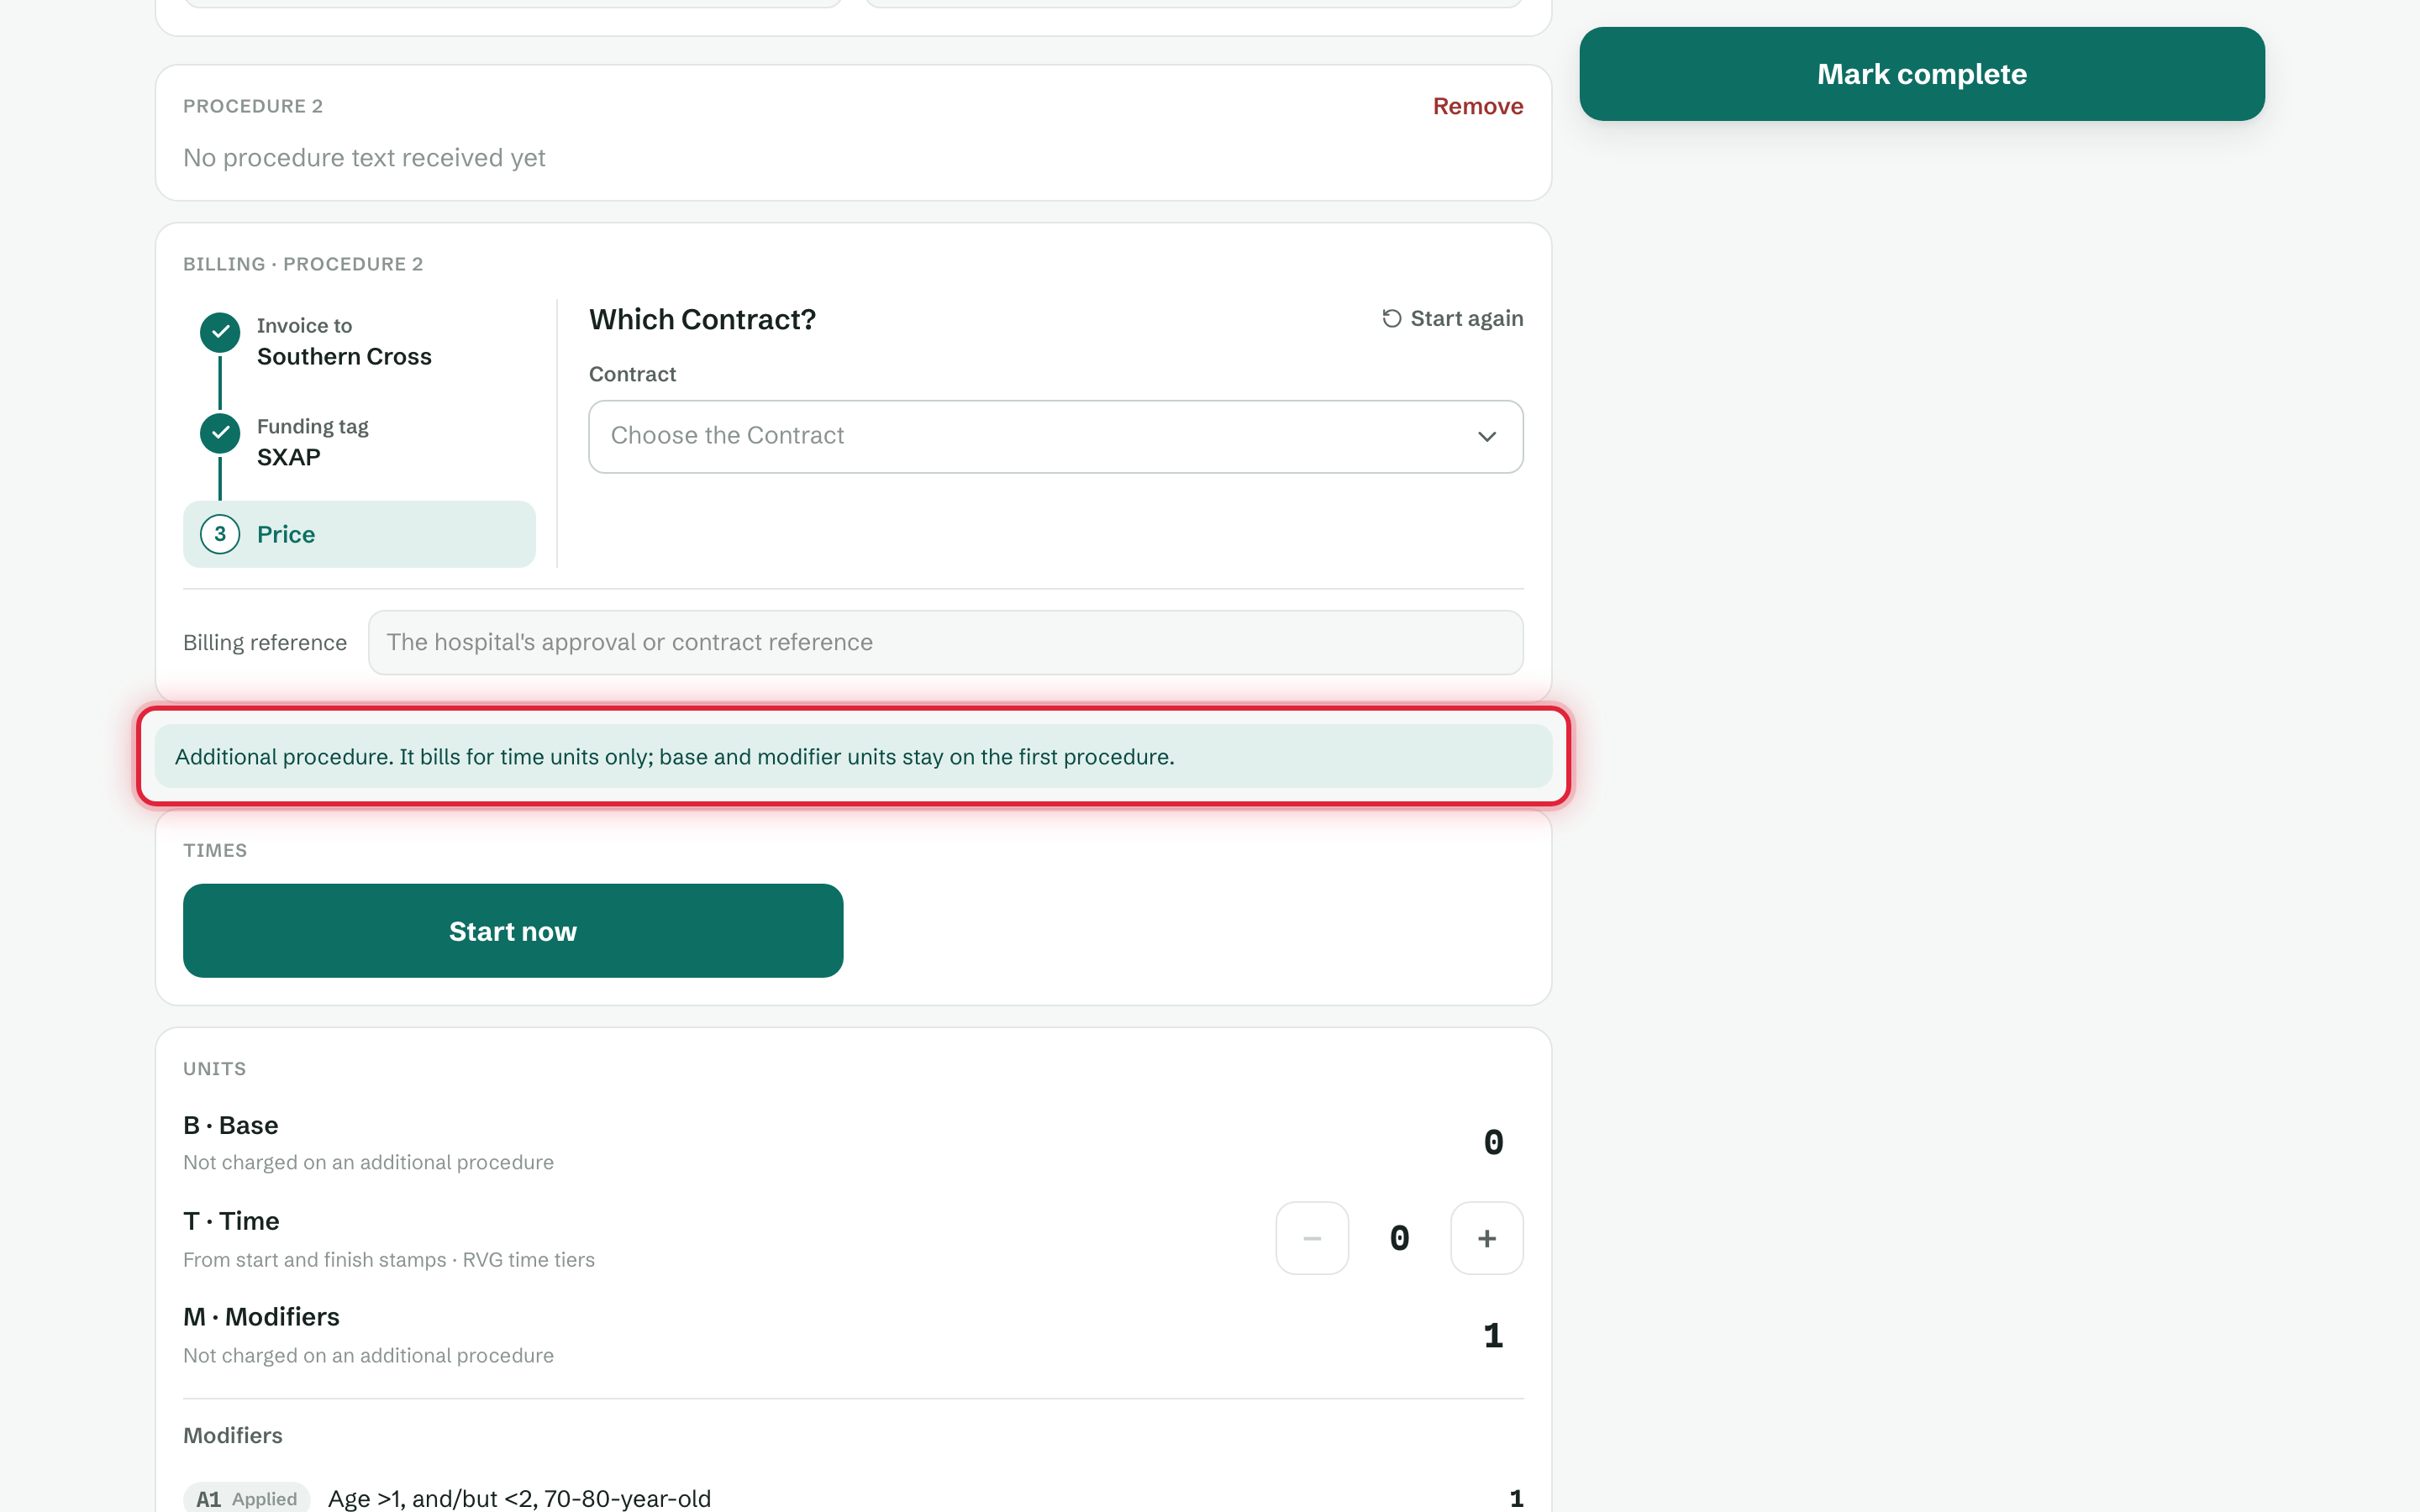 Mark complete
PROCEDURE 2
Remove
No procedure text received yet
BILLING · PROCEDURE 2
Invoice to
Southern Cross
Funding tag
SXAP
3
Price
Which Contract?
Start again
Contract
Choose the Contract
Billing reference
The hospital's approval or contract reference
Additional procedure. It bills for time units only; base and modifier units stay on the first procedure.
TIMES
Start now
UNITS
B · Base
0
Not charged on an additional procedure
T · Time
− 0 +
From start and finish stamps · RVG time tiers
M · Modifiers
1
Not charged on an additional procedure
Modifiers
A1 Applied Age >1, and/but <2, 70-80-year-old 1